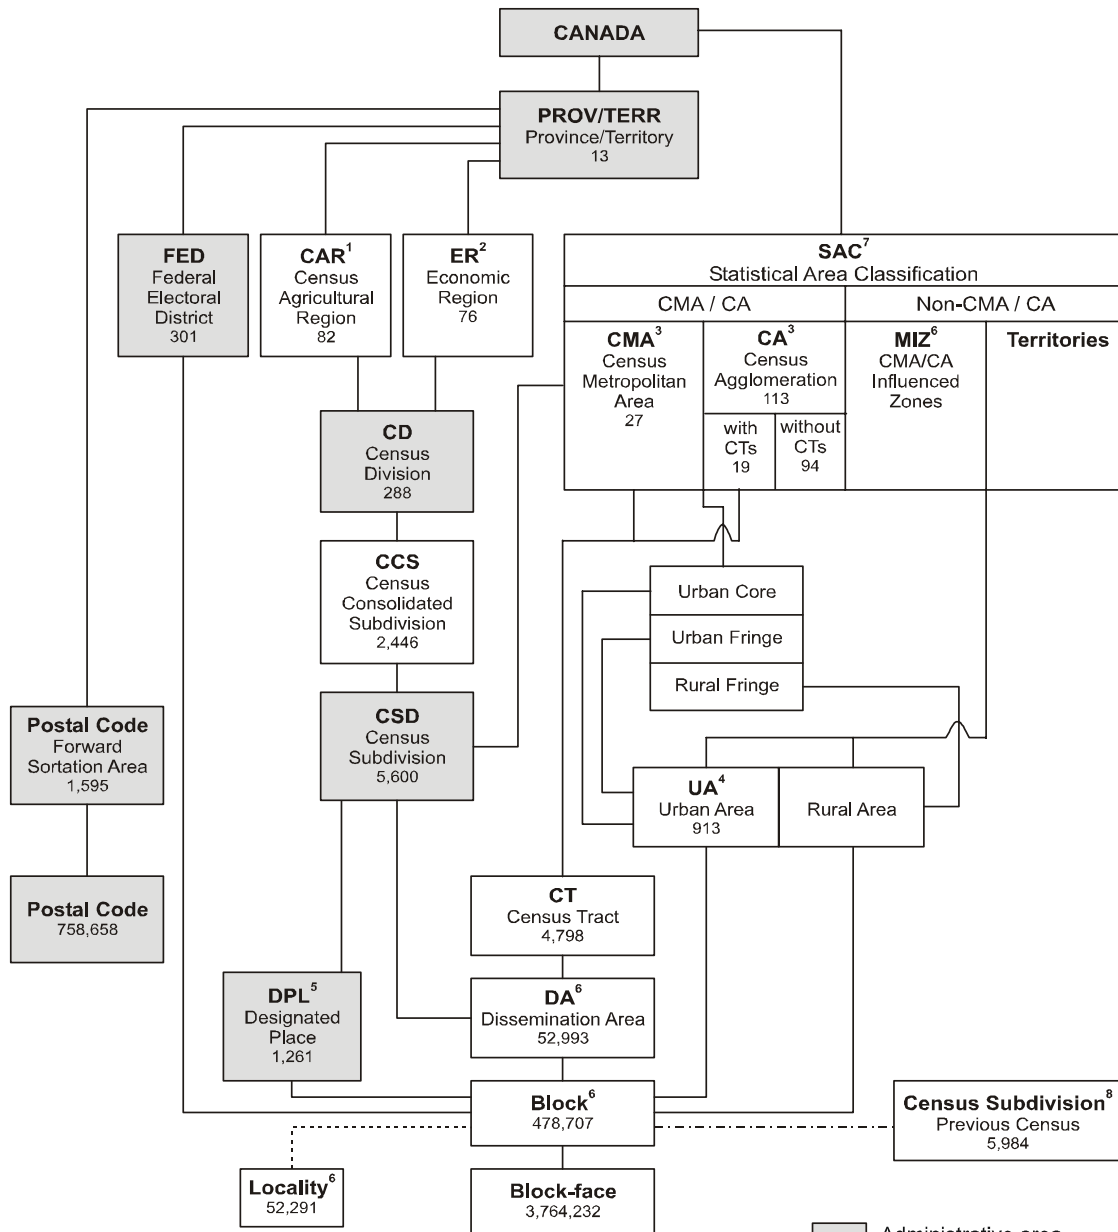 CANADA
PROV/TERR
Province/Territory
13
FED
Federal
Electoral
District
301
CAR¹
Census
Agricultural
Region
82
ER²
Economic
Region
76
SAC⁷
Statistical Area Classification
CMA / CA
Non-CMA / CA
CMA³
Census
Metropolitan
Area
27
CA³
Census
Agglomeration
113
with
CTs
19
without
CTs
94
MIZ⁶
CMA/CA
Influenced
Zones
Territories
CD
Census
Division
288
CCS
Census
Consolidated
Subdivision
2,446
Urban Core
Urban Fringe
Rural Fringe
Postal Code
Forward
Sortation Area
1,595
CSD
Census
Subdivision
5,600
UA⁴
Urban Area
913
Rural Area
Postal Code
758,658
CT
Census Tract
4,798
DPL⁵
Designated
Place
1,261
DA⁶
Dissemination Area
52,993
Block⁶
478,707
Census Subdivision⁸
Previous Census
5,984
Locality⁶
52,291
Block-face
3,764,232
Administrative area